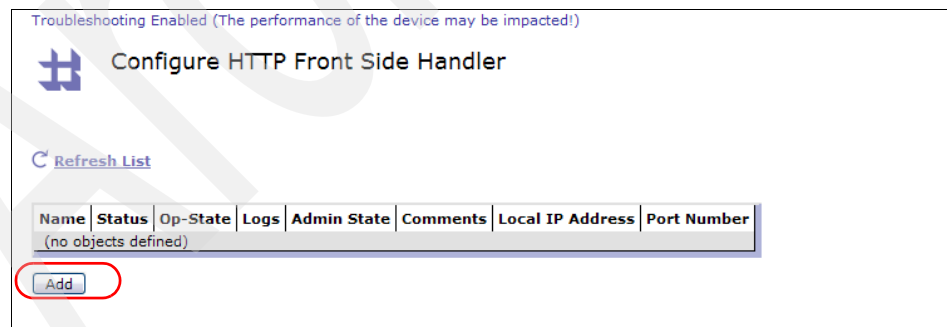 Troubleshooting Enabled (The performance of the device may be impacted!)
Configure HTTP Front Side Handler
Refresh List
Name Status Op-State Logs Admin State Comments Local IP Address Port Number
(no objects defined)
Add